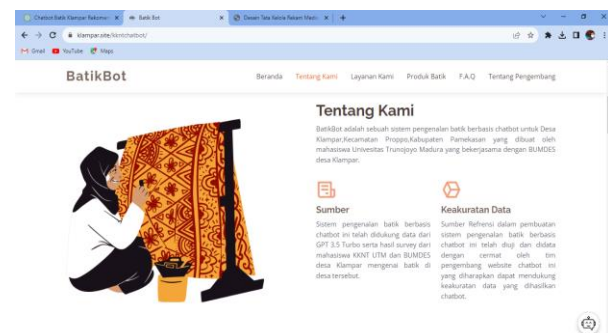 Chatbot Batik Klampar Rekomen
Batik Bot
Desain Tata Kelola Rekam Medis
klampar.site/kkntchatbot/
Gmail YouTube Maps
BatikBot Beranda Tentang Kami Layanan Kami Produk Batik F.A.Q Tentang Pengembang
Tentang Kami
BatikBot adalah sebuah sistem pengenalan batik berbasis chatbot untuk Desa
Klampar,Kecamatan Proppo,Kabupaten Pamekasan yang dibuat oleh
mahasiswa Univesitas Trunojoyo Madura yang bekerjasama dengan BUMDES
desa Klampar.
Sumber
Sistem pengenalan batik berbasis
chatbot ini telah didukung data dari
GPT 3.5 Turbo serta hasil survey dari
mahasiswa KKNT UTM dan BUMDES
desa Klampar mengenai batik di
desa tersebut.
Keakuratan Data
Sumber Refrensi dalam pembuatan
sistem pengenalan batik berbasis
chatbot ini telah diuji dan didata
dengan cermat oleh tim
pengembang website chatbot ini
yang diharapkan dapat mendukung
keakuratan data yang dihasilkan
chatbot.